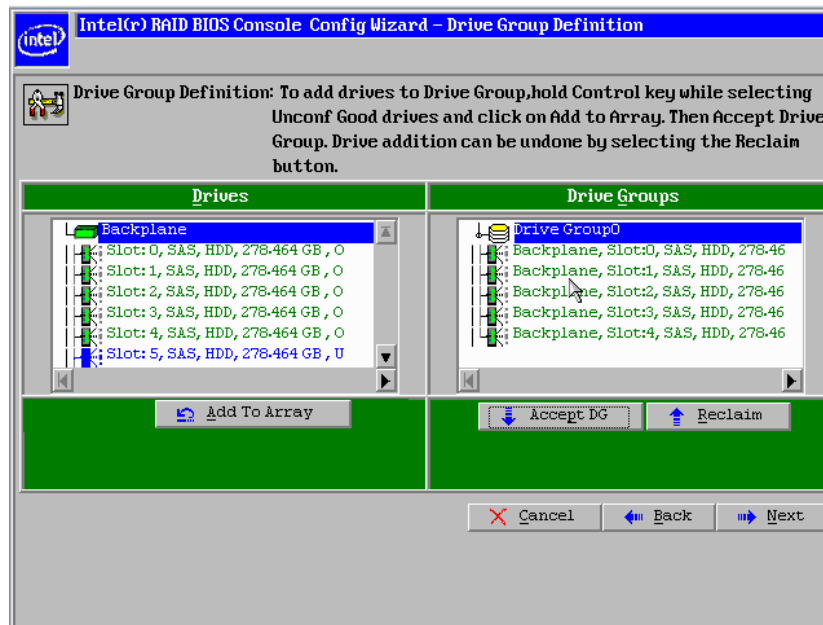 intel
Intel(r) RAID BIOS Console Config Wizard - Drive Group Definition
Drive Group Definition: To add drives to Drive Group,hold Control key while selecting
Unconf Good drives and click on Add to Array. Then Accept Drive
Group. Drive addition can be undone by selecting the Reclaim
button.
Drives
Backplane
Slot: 0, SAS, HDD, 278.464 GB , O
Slot: 1, SAS, HDD, 278.464 GB , O
Slot: 2, SAS, HDD, 278.464 GB , O
Slot: 3, SAS, HDD, 278.464 GB , O
Slot: 4, SAS, HDD, 278.464 GB , O
Slot: 5, SAS, HDD, 278.464 GB , U
Add To Array
Drive Groups
Drive Group0
Backplane, Slot:0, SAS, HDD, 278.46
Backplane, Slot:1, SAS, HDD, 278.46
Backplane, Slot:2, SAS, HDD, 278.46
Backplane, Slot:3, SAS, HDD, 278.46
Backplane, Slot:4, SAS, HDD, 278.46
Accept DG
Reclaim
Cancel
Back
Next